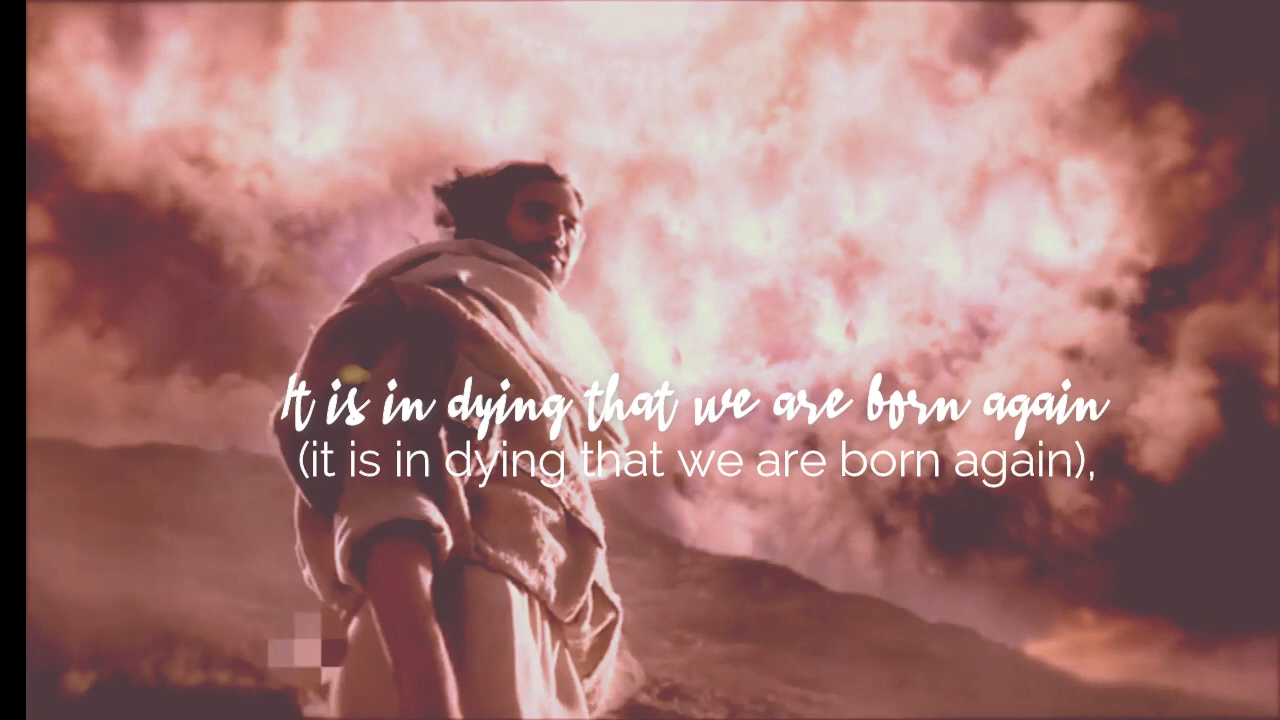 It is in dying that we are born again
(it is in dying that we are born again),